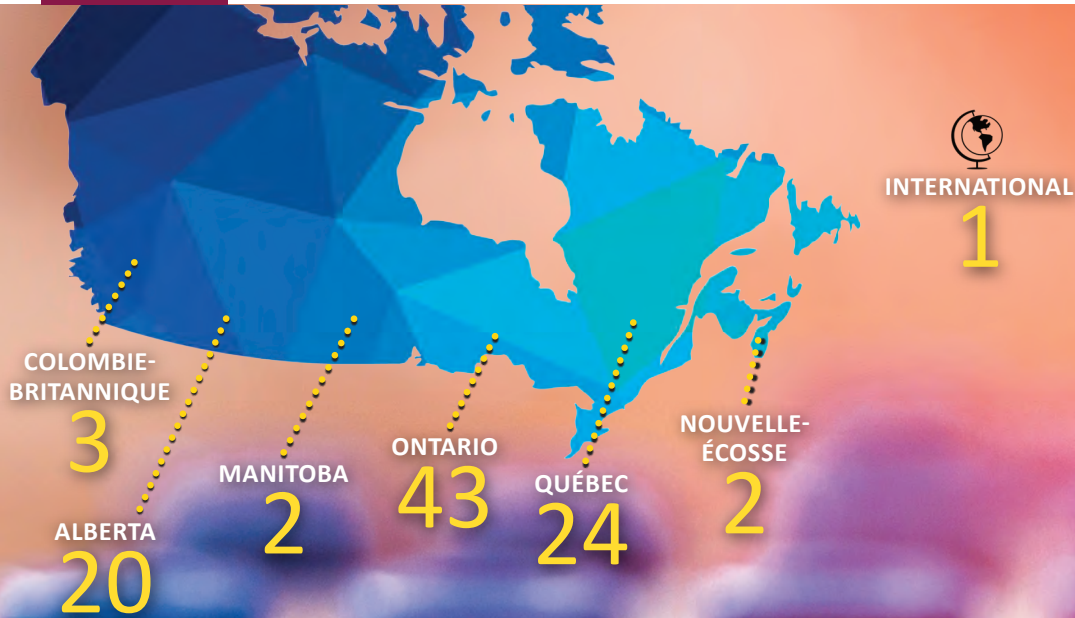 INTERNATIONAL
1
COLOMBIE-
BRITANNIQUE
3
ALBERTA
20
MANITOBA
2
ONTARIO
43
QUÉBEC
24
NOUVELLE-
ÉCOSSE
2